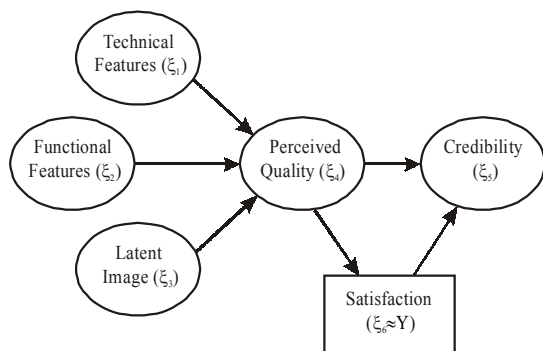 Technical
Features (ξ₁)
Functional
Features (ξ₂)
Latent
Image (ξ₃)
Perceived
Quality (ξ₄)
Credibility
(ξ₅)
Satisfaction
(ξ₆≈Y)